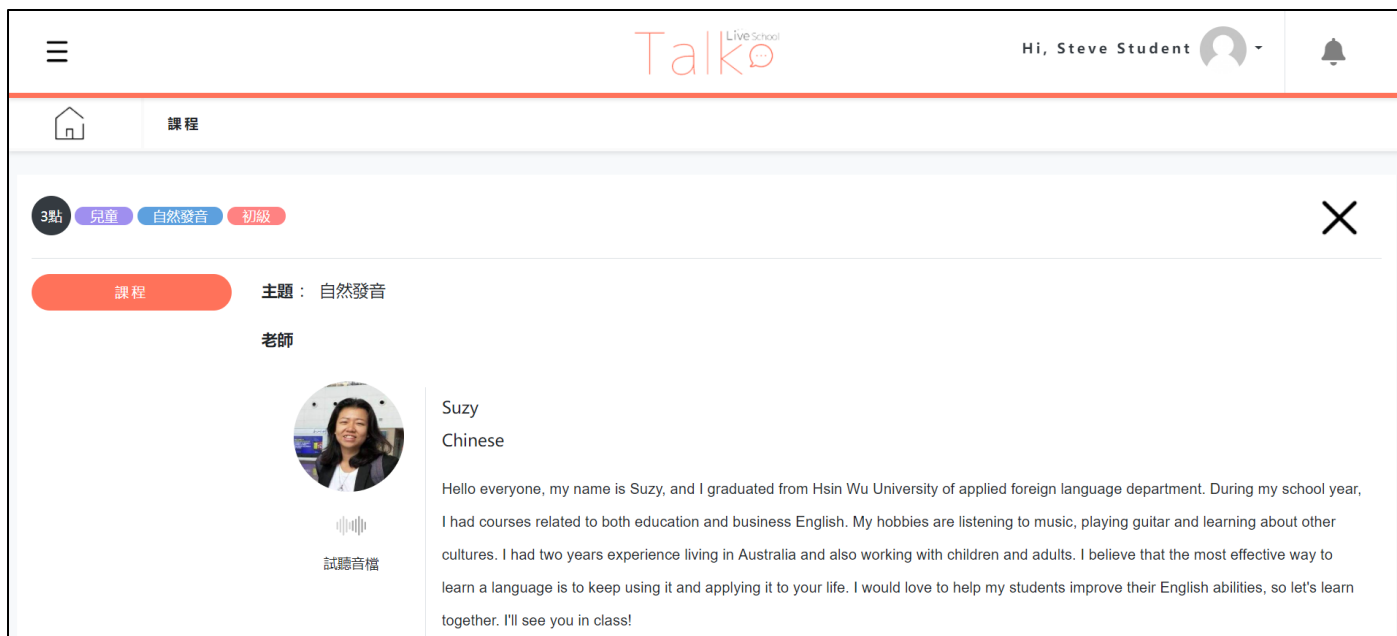 Live School
Talko
Hi, Steve Student
課程
3點 兒童 自然發音 初級
課程
主題： 自然發音
老師
Suzy
Chinese
Hello everyone, my name is Suzy, and I graduated from Hsin Wu University of applied foreign language department. During my school year,
I had courses related to both education and business English. My hobbies are listening to music, playing guitar and learning about other
cultures. I had two years experience living in Australia and also working with children and adults. I believe that the most effective way to
learn a language is to keep using it and applying it to your life. I would love to help my students improve their English abilities, so let's learn
together. I'll see you in class!
試聽音檔